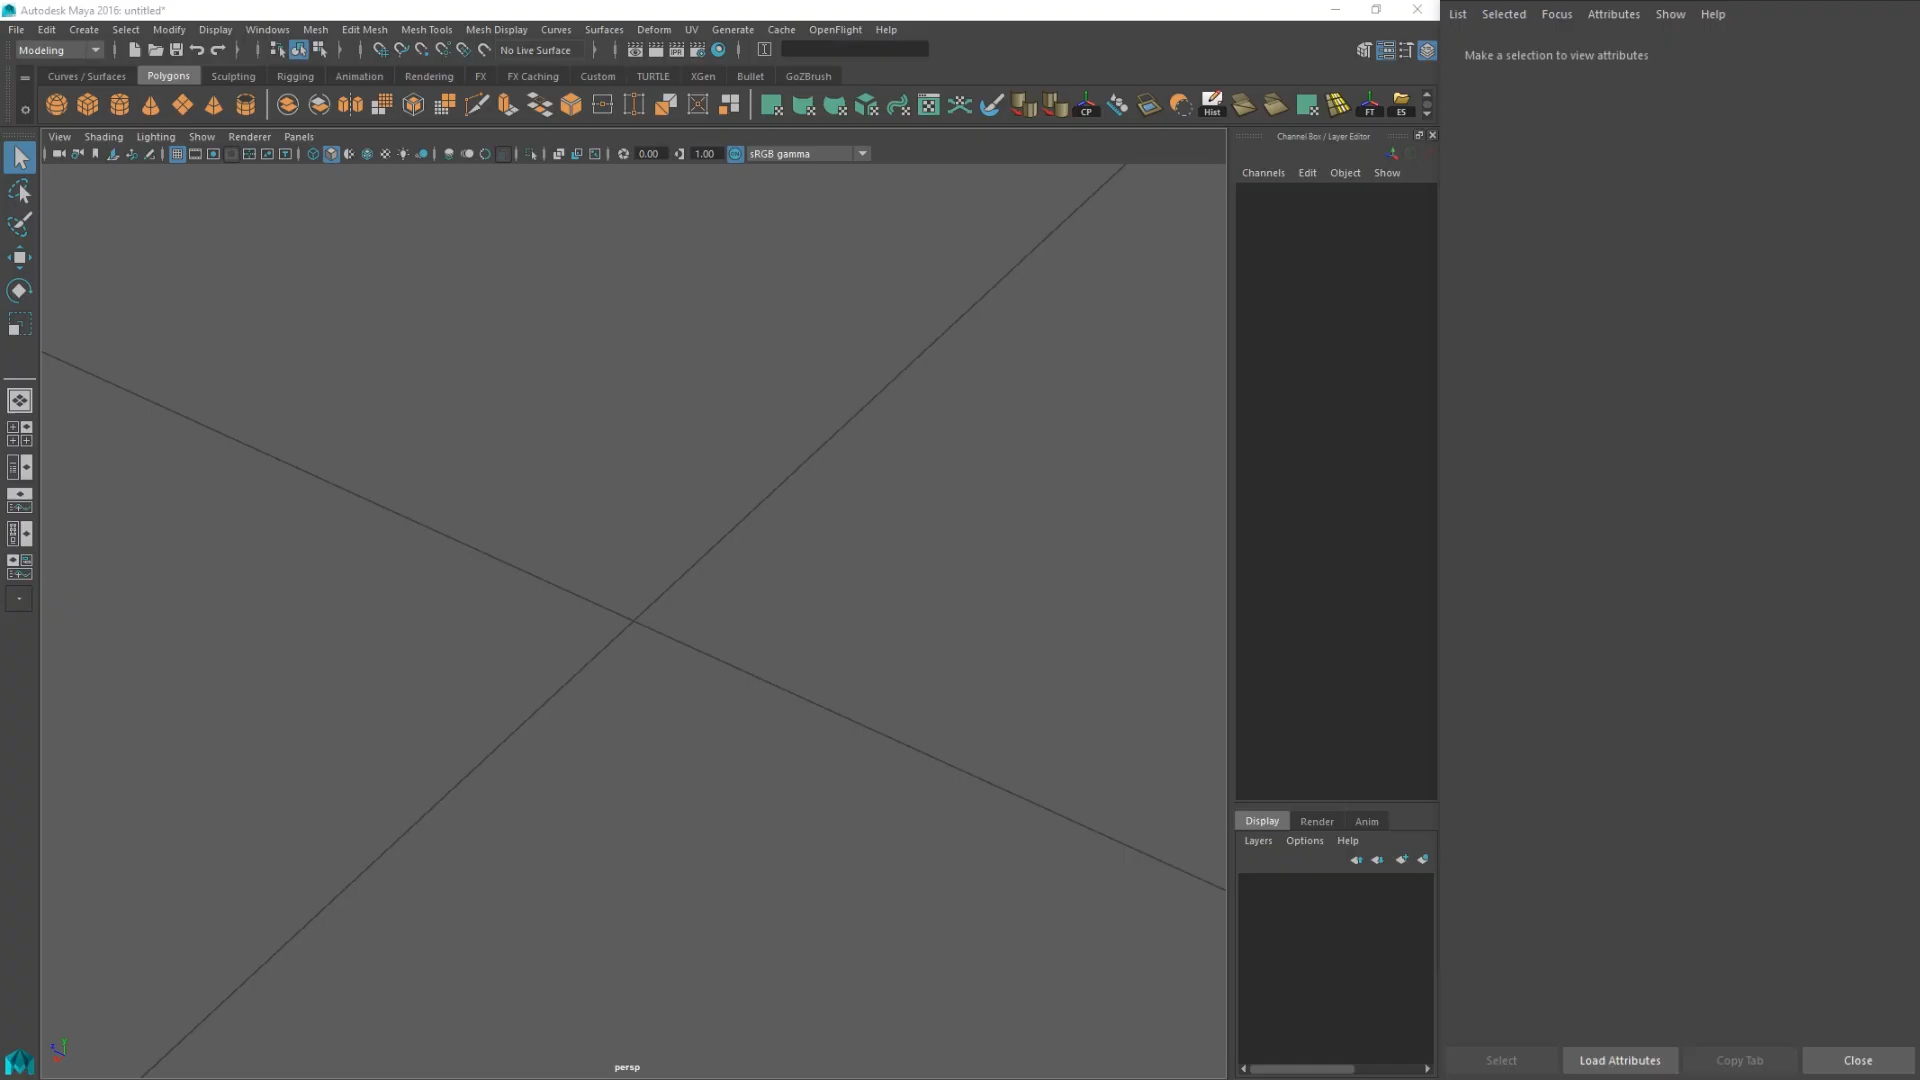 Autodesk Maya 2016: untitled*
List Selected Focus Attributes Show Help
File Edit Create Select Modify Display Windows Mesh Edit Mesh Mesh Tools Mesh Display Curves Surfaces Deform UV Generate Cache OpenFlight Help
Modeling No Live Surface
Make a selection to view attributes
Curves / Surfaces Polygons Sculpting Rigging Animation Rendering FX FX Caching Custom TURTLE XGen Bullet GoZBrush
CP Hist FT ES
View Shading Lighting Show Renderer Panels
Channel Box / Layer Editor
0.00 1.00 sRGB gamma
Channels Edit Object Show
Display Render Anim
Layers Options Help
persp
Select Load Attributes Copy Tab Close